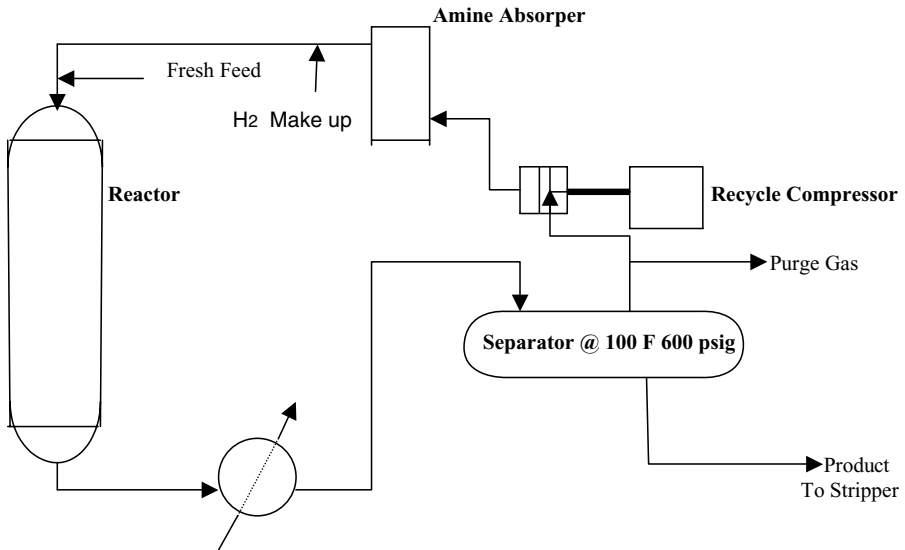 Amine Absorper
Fresh Feed
H2 Make up
Reactor
Recycle Compressor
Purge Gas
Separator @ 100 F 600 psig
Product
To Stripper